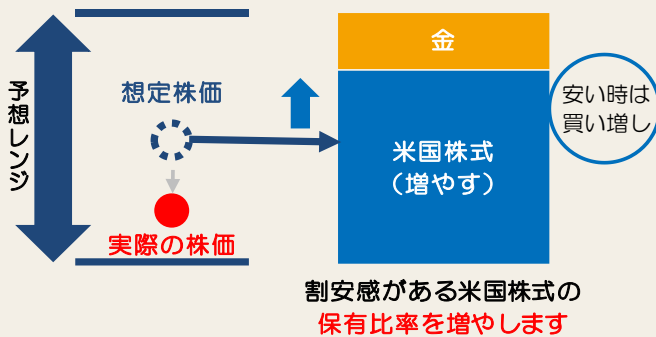 予想レンジ
想定株価
実際の株価
金
米国株式
（増やす）
安い時は
買い増し
割安感がある米国株式の
保有比率を増やします